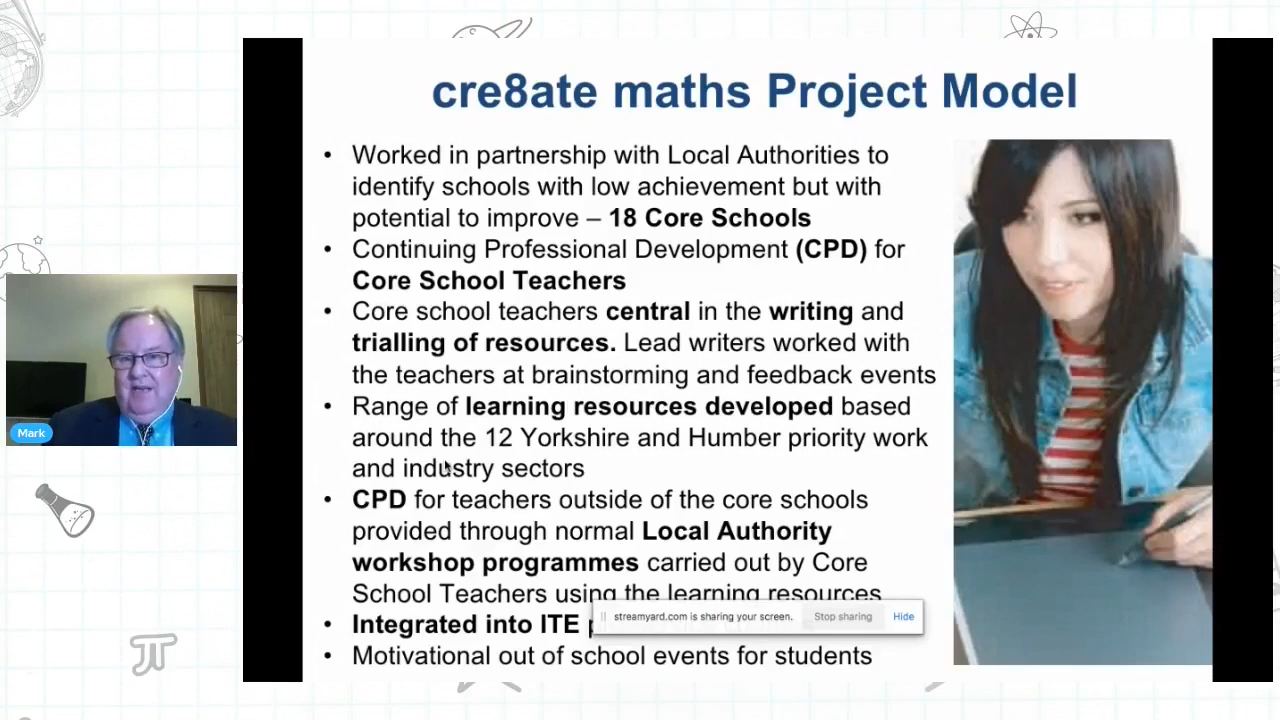 cre8ate maths Project Model
• Worked in partnership with Local Authorities to
identify schools with low achievement but with
potential to improve – 18 Core Schools
• Continuing Professional Development (CPD) for
Core School Teachers
• Core school teachers central in the writing and
trialling of resources. Lead writers worked with
the teachers at brainstorming and feedback events
• Range of learning resources developed based
around the 12 Yorkshire and Humber priority work
and industry sectors
• CPD for teachers outside of the core schools
provided through normal Local Authority
workshop programmes carried out by Core
School Teachers using the learning resources
• Integrated into ITE
• Motivational out of school events for students
streamyard.com is sharing your screen. Stop sharing Hide
Mark